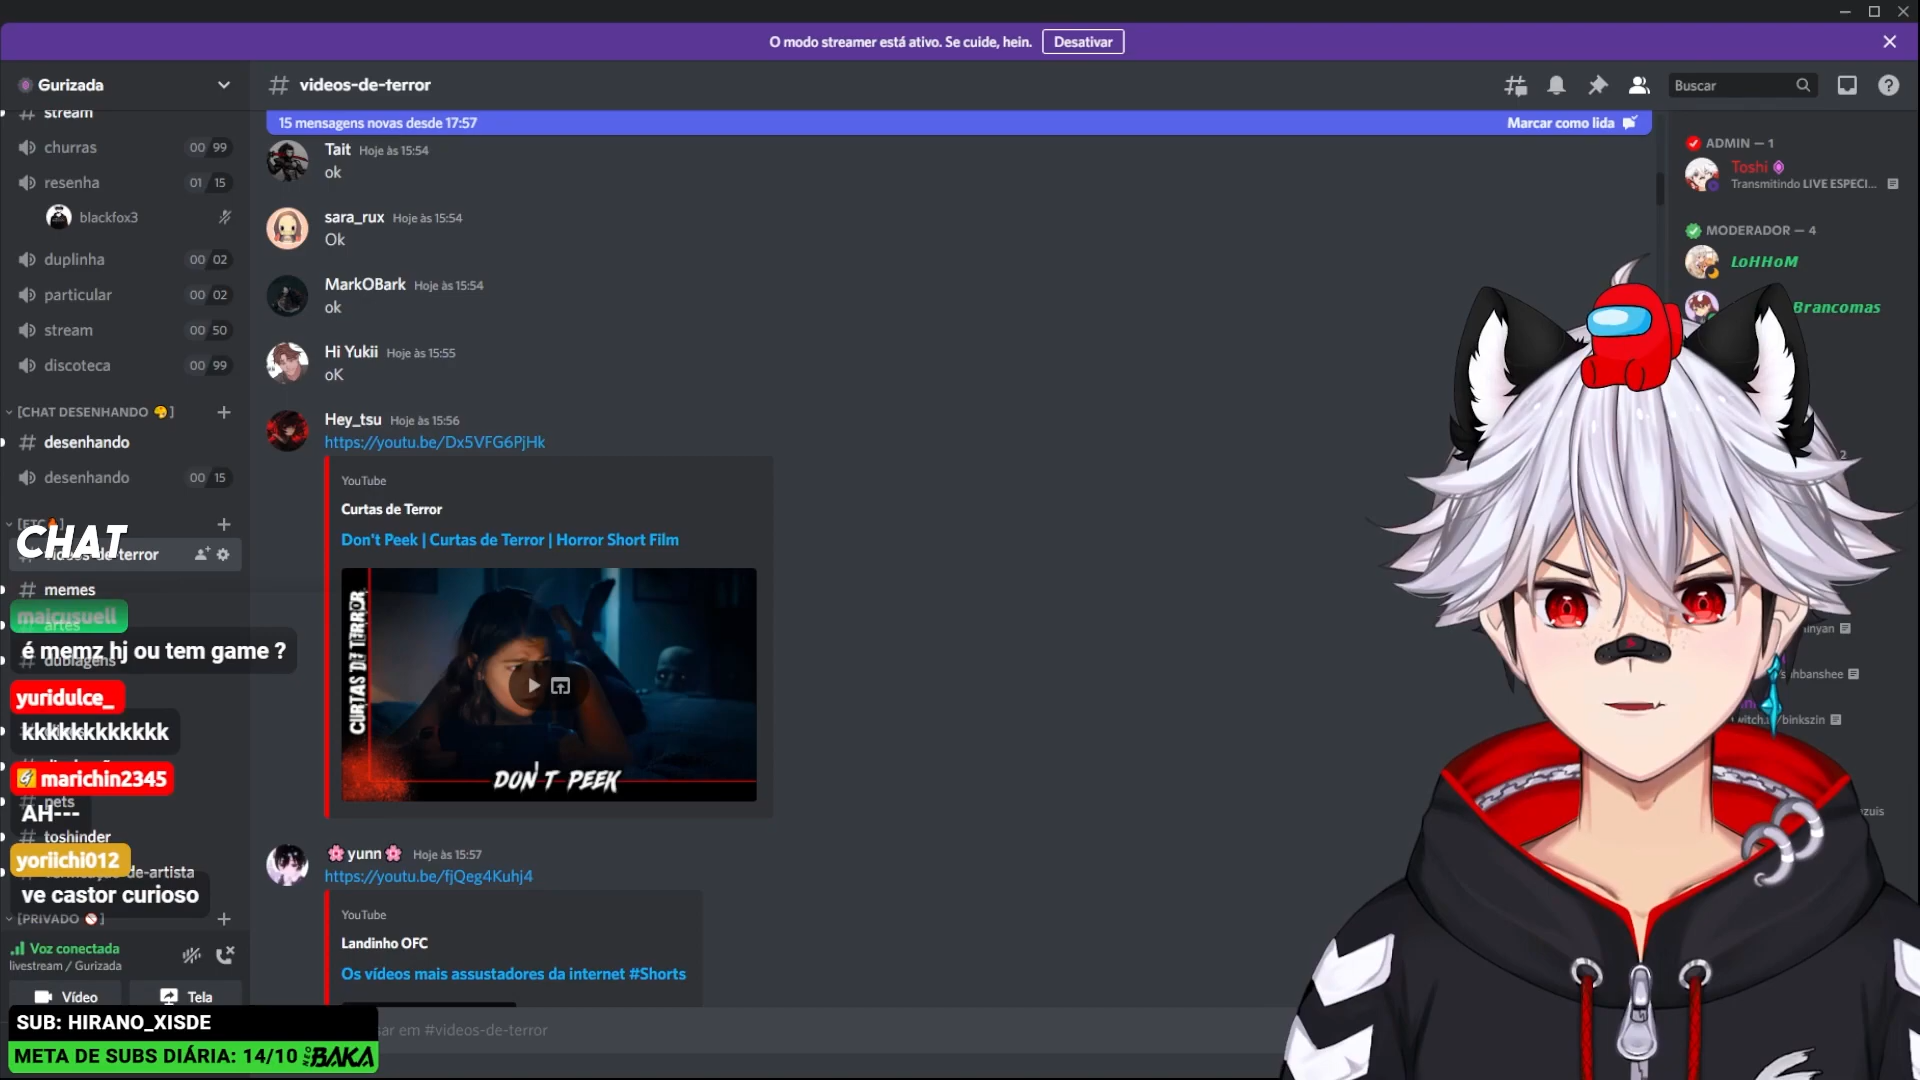 O modo streamer está ativo. Se cuide, hein.
Desativar
Gurizada
stream
churras
00 99
resenha
01 15
blackfox3
duplinha
00 02
particular
00 02
stream
00 50
discoteca
00 99
[CHAT DESENHANDO ]
desenhando
desenhando
00 15
CHAT
memes
maicusuell
é memz hj ou tem game ?
yuridulce_
kkkkkkkkkkkk
marichin2345
pets
AH---
toshinder
yoriichi012
de-artista
ve castor curioso
[PRIVADO ]
Voz conectada
livestream / Gurizada
Vídeo
Tela
SUB: HIRANO_XISDE
META DE SUBS DIÁRIA: 14/10
BAKA
videos-de-terror
Buscar
15 mensagens novas desde 17:57
Marcar como lida
Tait Hoje às 15:54
ok
sara_rux Hoje às 15:54
Ok
MarkOBark Hoje às 15:54
ok
Hi Yukii Hoje às 15:55
oK
Hey_tsu Hoje às 15:56
https://youtu.be/Dx5VFG6PjHk
YouTube
Curtas de Terror
Don't Peek | Curtas de Terror | Horror Short Film
CURTAS DE TERROR
DON'T PEEK
yunn Hoje às 15:57
https://youtu.be/fjQeg4Kuhj4
YouTube
Landinho OFC
Os vídeos mais assustadores da internet #Shorts
sar em #videos-de-terror
ADMIN — 1
Toshi
Transmitindo LIVE ESPECI...
MODERADOR — 4
LoHHoM
Brancomas